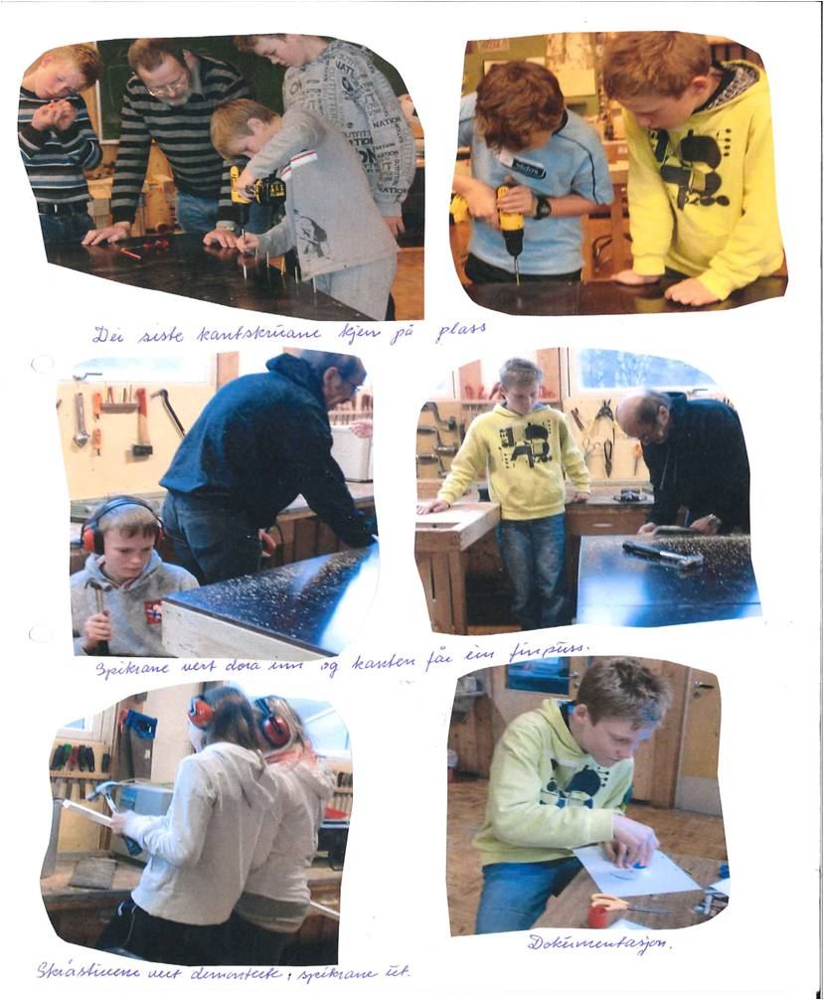 Dei siste kantskruane kjem på plass
Spikrane vert dora inn og kanten får ein finpuss.
Dokumentasjon.
Skråstivene vert demonterte, spikrane ut.